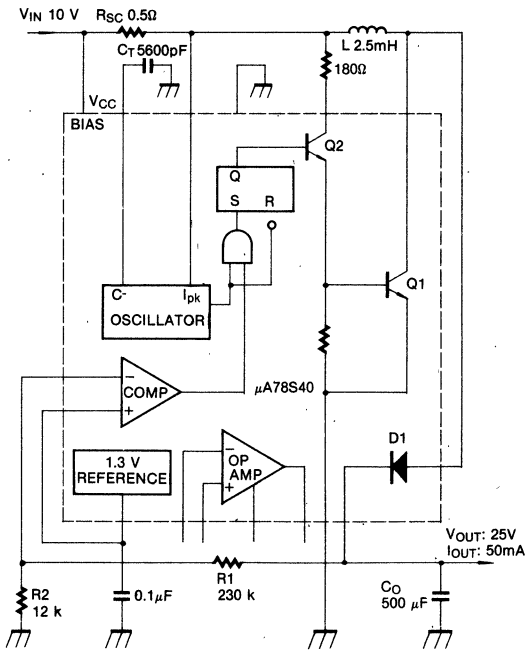 VIN 10 V
RSC 0.5Ω
CT 5600pF
L 2.5mH
180Ω
VCC
BIAS
Q2
Q
S R
Q1
C- Ipk
OSCILLATOR
−
COMP
+
µA78S40
1.3 V
REFERENCE
−
OP
AMP
+
D1
VOUT: 25V
IOUT: 50mA
R2
12 k
0.1µF
R1
230 k
CO
500 µF